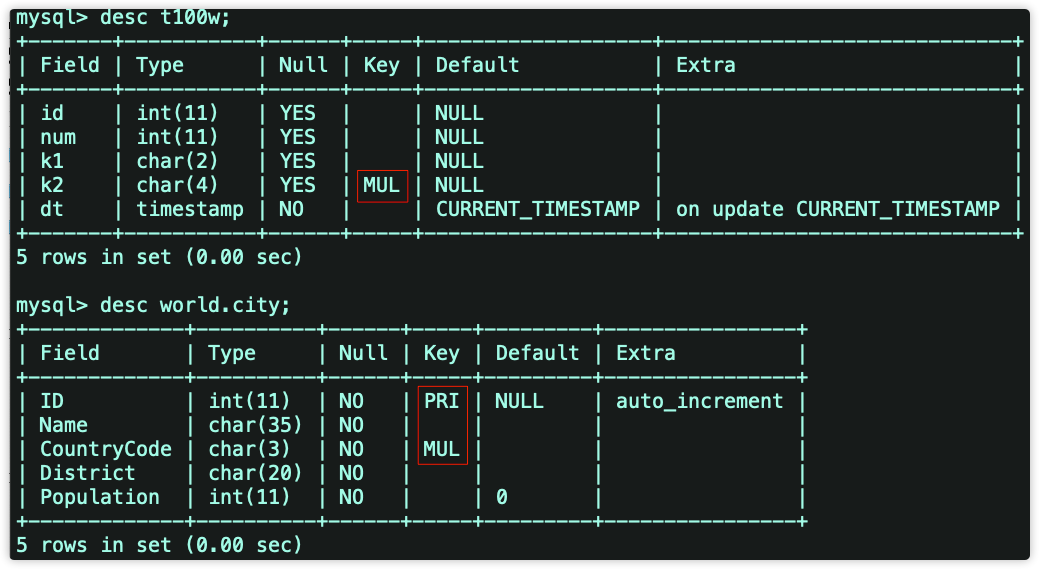 mysql> desc t100w;
+-------+-----------+------+-----+-------------------+-----------------------------+
| Field | Type      | Null | Key | Default           | Extra                       |
+-------+-----------+------+-----+-------------------+-----------------------------+
| id    | int(11)   | YES  |     | NULL              |                             |
| num   | int(11)   | YES  |     | NULL              |                             |
| k1    | char(2)   | YES  |     | NULL              |                             |
| k2    | char(4)   | YES  | MUL | NULL              |                             |
| dt    | timestamp | NO   |     | CURRENT_TIMESTAMP | on update CURRENT_TIMESTAMP |
+-------+-----------+------+-----+-------------------+-----------------------------+
5 rows in set (0.00 sec)

mysql> desc world.city;
+-------------+----------+------+-----+---------+----------------+
| Field       | Type     | Null | Key | Default | Extra          |
+-------------+----------+------+-----+---------+----------------+
| ID          | int(11)  | NO   | PRI | NULL    | auto_increment |
| Name        | char(35) | NO   |     |         |                |
| CountryCode | char(3)  | NO   | MUL |         |                |
| District    | char(20) | NO   |     |         |                |
| Population  | int(11)  | NO   |     | 0       |                |
+-------------+----------+------+-----+---------+----------------+
5 rows in set (0.00 sec)